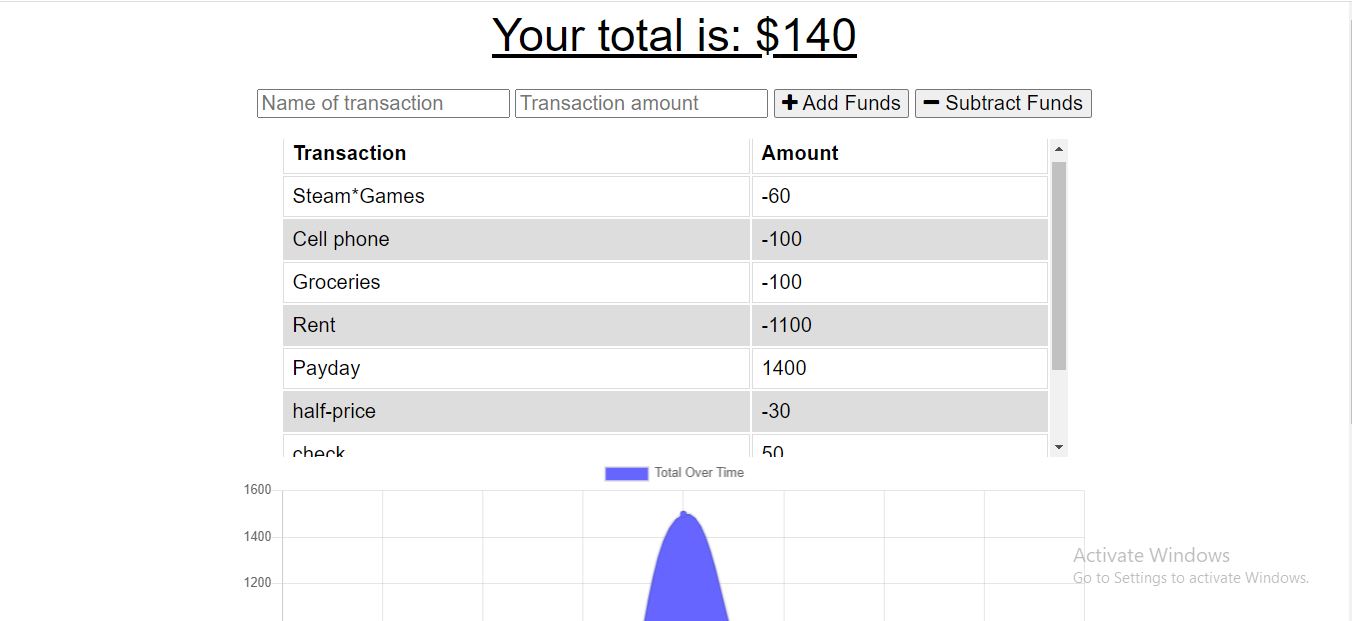 Your total is: $140
Name of transaction Transaction amount Add Funds Subtract Funds
Transaction Amount
Steam*Games -60
Cell phone -100
Groceries -100
Rent -1100
Payday 1400
half-price -30
check 50
Total Over Time
1600
1400
Activate Windows
1200
Go to Settings to activate Windows.